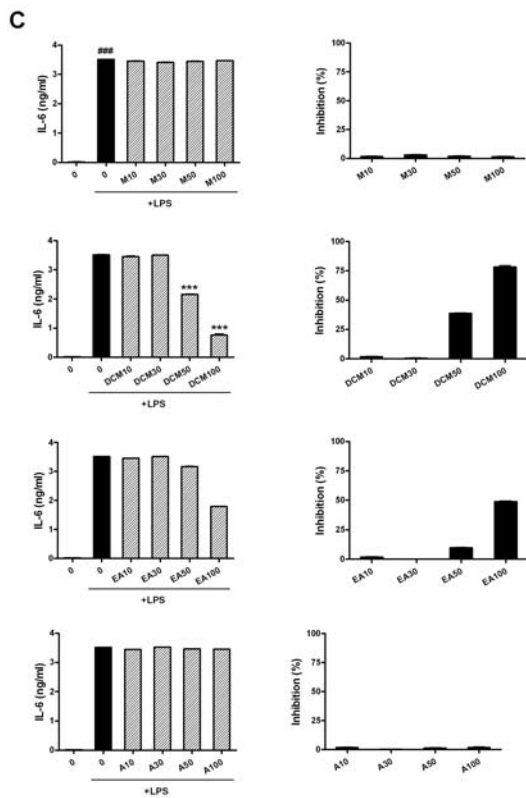 C
IL-6 (ng/ml)
4
3
2
1
0
###
0
0
M10
M30
M50
M100
+LPS
Inhibition (%)
100
75
50
25
0
M10
M30
M50
M100
IL-6 (ng/ml)
4
3
2
1
0
***
***
0
0
DCM10
DCM30
DCM50
DCM100
+LPS
Inhibition (%)
100
75
50
25
0
DCM10
DCM30
DCM50
DCM100
IL-6 (ng/ml)
4
3
2
1
0
0
0
EA10
EA30
EA50
EA100
+LPS
Inhibition (%)
100
75
50
25
0
EA10
EA30
EA50
EA100
IL-6 (ng/ml)
4
3
2
1
0
0
0
A10
A30
A50
A100
+LPS
Inhibition (%)
100
75
50
25
0
A10
A30
A50
A100